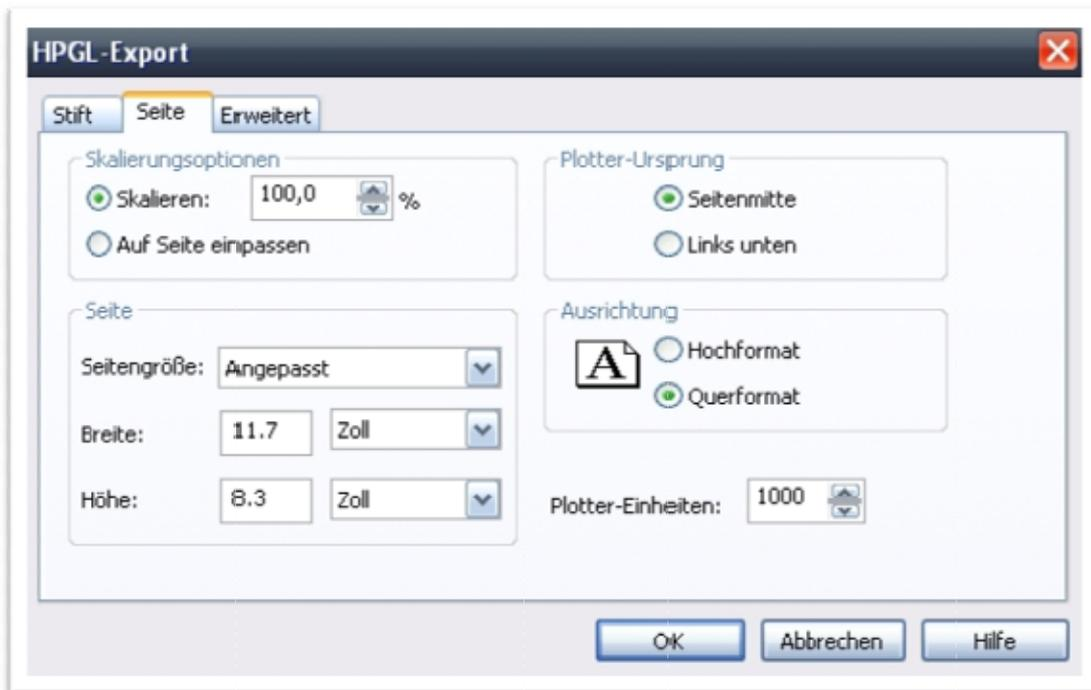 HPGL-Export
Stift Seite Erweitert
Skalierungsoptionen
Skalieren: 100,0 %
Auf Seite einpassen
Plotter-Ursprung
Seitenmitte
Links unten
Seite
Seitengröße: Angepasst
Breite: 11.7 Zoll
Höhe: 8.3 Zoll
Ausrichtung
A
Hochformat
Querformat
Plotter-Einheiten: 1000
OK Abbrechen Hilfe